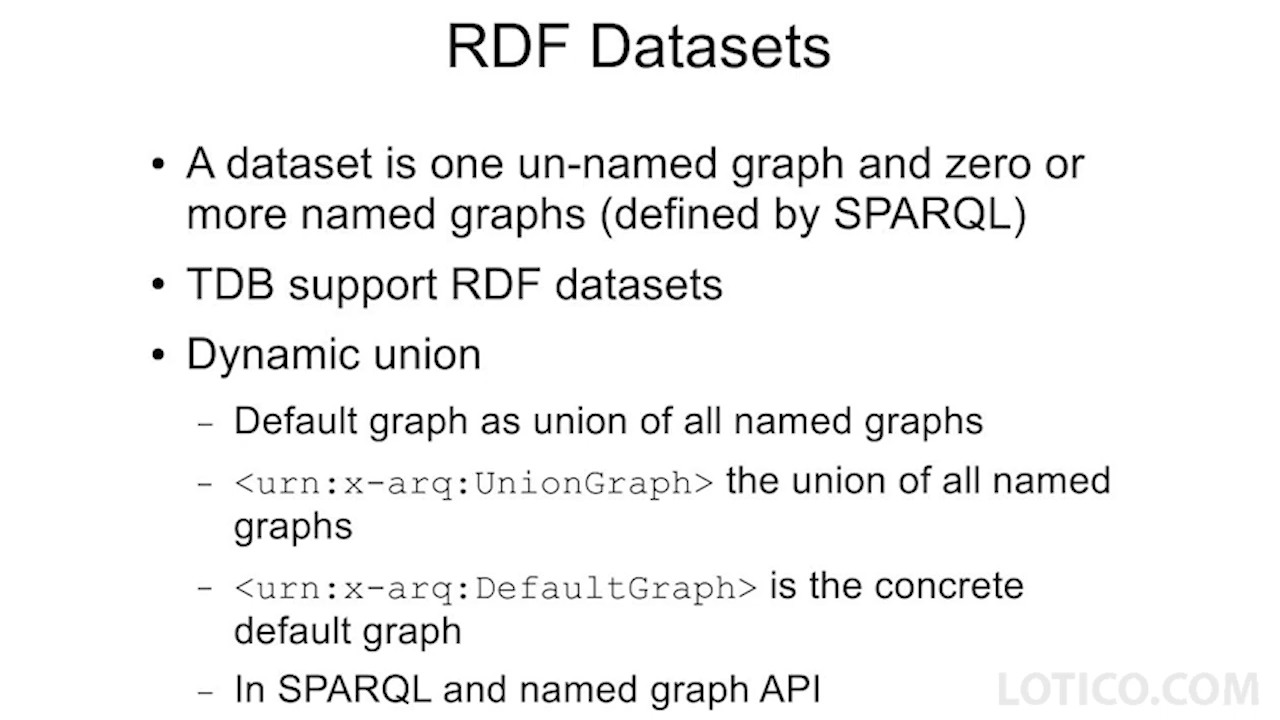 RDF Datasets
• A dataset is one un-named graph and zero or
more named graphs (defined by SPARQL)
• TDB support RDF datasets
• Dynamic union
– Default graph as union of all named graphs
– <urn:x-arq:UnionGraph> the union of all named
graphs
– <urn:x-arq:DefaultGraph> is the concrete
default graph
– In SPARQL and named graph API
LOTICO.COM